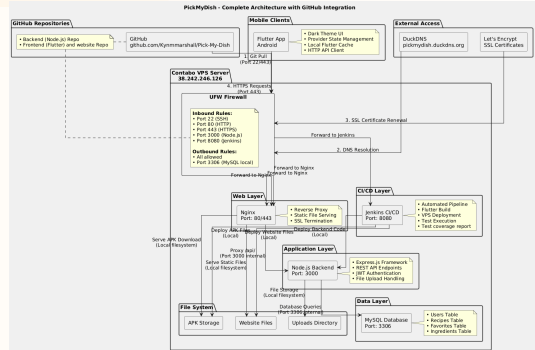 PickMyDish - Complete Architecture with GitHub Integration
GitHub Repositories
• Backend (Node.js) Repo
• Frontend (Flutter) and website Repo
GitHub
github.com/Kynnmarshall/Pick-My-Dish
Mobile Clients
Flutter App
Android
• Dark Theme UI
• Provider State Management
• Local Flutter Cache
• HTTP API Client
External Access
DuckDNS
pickmydish.duckdns.org
Let's Encrypt
SSL Certificates
1. Git Pull
(Port 22/443)
Contabo VPS Server
38.242.246.126
4. HTTPS Requests
(Port 443)
UFW Firewall
Inbound Rules:
• Port 22 (SSH)
• Port 80 (HTTP)
• Port 443 (HTTPS)
• Port 3000 (Node.js)
• Port 8080 (Jenkins)
Outbound Rules:
• All allowed
• Port 3306 (MySQL local)
3. SSL Certificate Renewal
Forward to Jenkins
2. DNS Resolution
Forward to Nginx
Forward to Nginx
Forward to Nginx
Web Layer
Nginx
Port: 80/443
• Reverse Proxy
• Static File Serving
• SSL Termination
CI/CD Layer
Jenkins CI/CD
Port: 8080
• Automated Pipeline
• Flutter Build
• VPS Deployment
• Test Execution
• Test coverage report
Deploy APK Files
(Local)
Deploy Website Files
(Local)
Deploy Backend Code
(Local)
Serve APK Download
(Local filesystem)
Proxy /api/
(Port 3000 internal)
Serve Static Files
(Local filesystem)
Application Layer
Node.js Backend
Port: 3000
• Express.js Framework
• REST API Endpoints
• JWT Authentication
• File Upload Handling
File Storage
(Local filesystem)
Database Queries
(Port 3306 internal)
File System
APK Storage
Website Files
Uploads Directory
Data Layer
MySQL Database
Port: 3306
• Users Table
• Recipes Table
• Favorites Table
• Ingredients Table